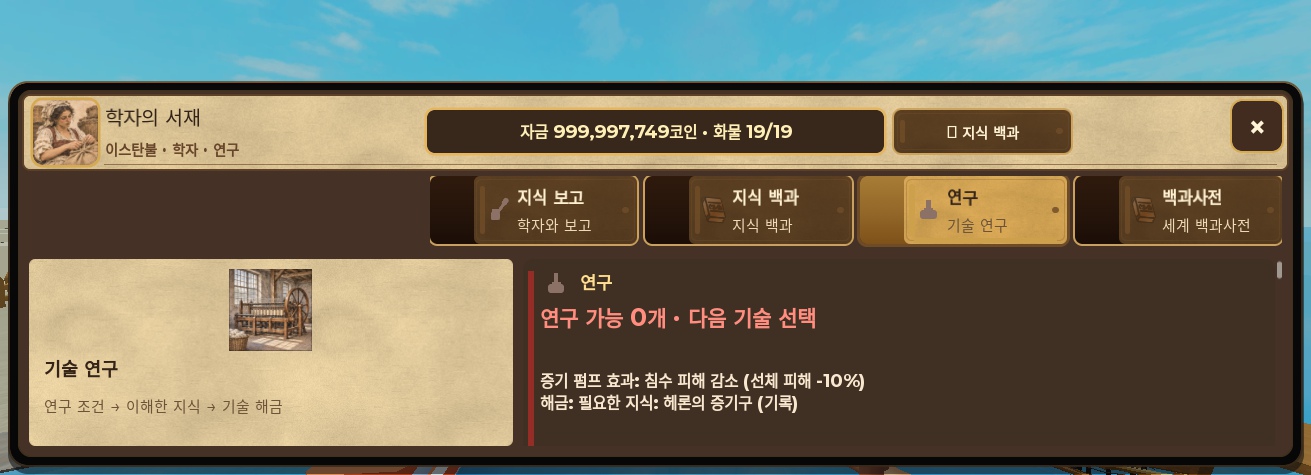 학자의 서재
이스탄불 · 학자 · 연구
자금 999,997,749코인 · 화물 19/19
지식 백과
×
지식 보고
학자와 보고
지식 백과
지식 백과
연구
기술 연구
백과사전
세계 백과사전
기술 연구
연구 조건 → 이해한 지식 → 기술 해금
연구
연구 가능 0개 · 다음 기술 선택
증기 펌프 효과: 침수 피해 감소 (선체 피해 -10%)
해금: 필요한 지식: 헤론의 증기구 (기록)